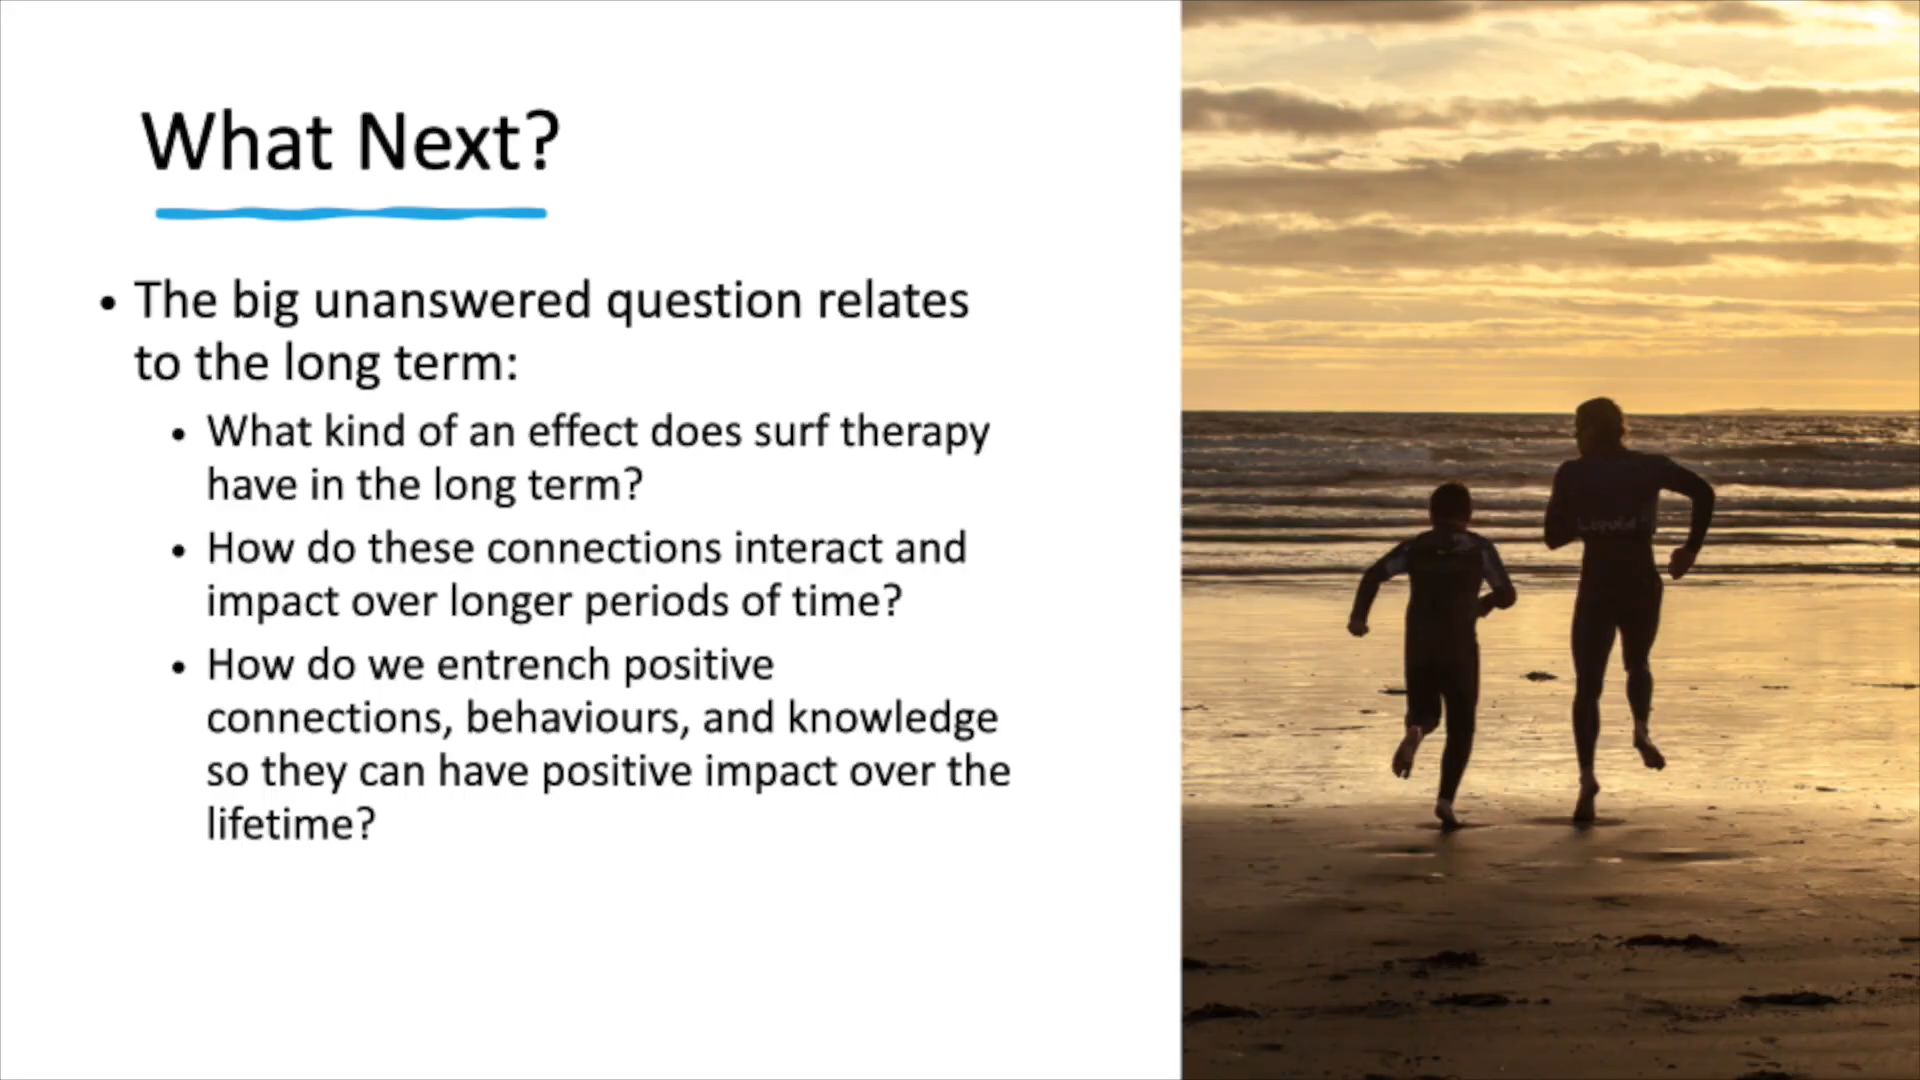 What Next?
• The big unanswered question relates
to the long term:
• What kind of an effect does surf therapy
have in the long term?
• How do these connections interact and
impact over longer periods of time?
• How do we entrench positive
connections, behaviours, and knowledge
so they can have positive impact over the
lifetime?